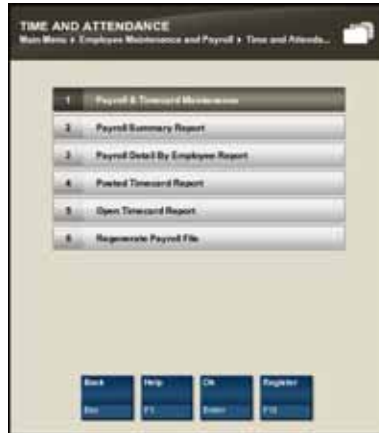 TIME AND ATTENDANCE
Main Menu > Employee Maintenance and Payroll > Time and Attenda...
1 Payroll & Timecard Maintenance
2 Payroll Summary Report
3 Payroll Detail By Employee Report
4 Posted Timecard Report
5 Open Timecard Report
6 Regenerate Payroll File
Back Help Ok Register
Esc F1 Enter F12